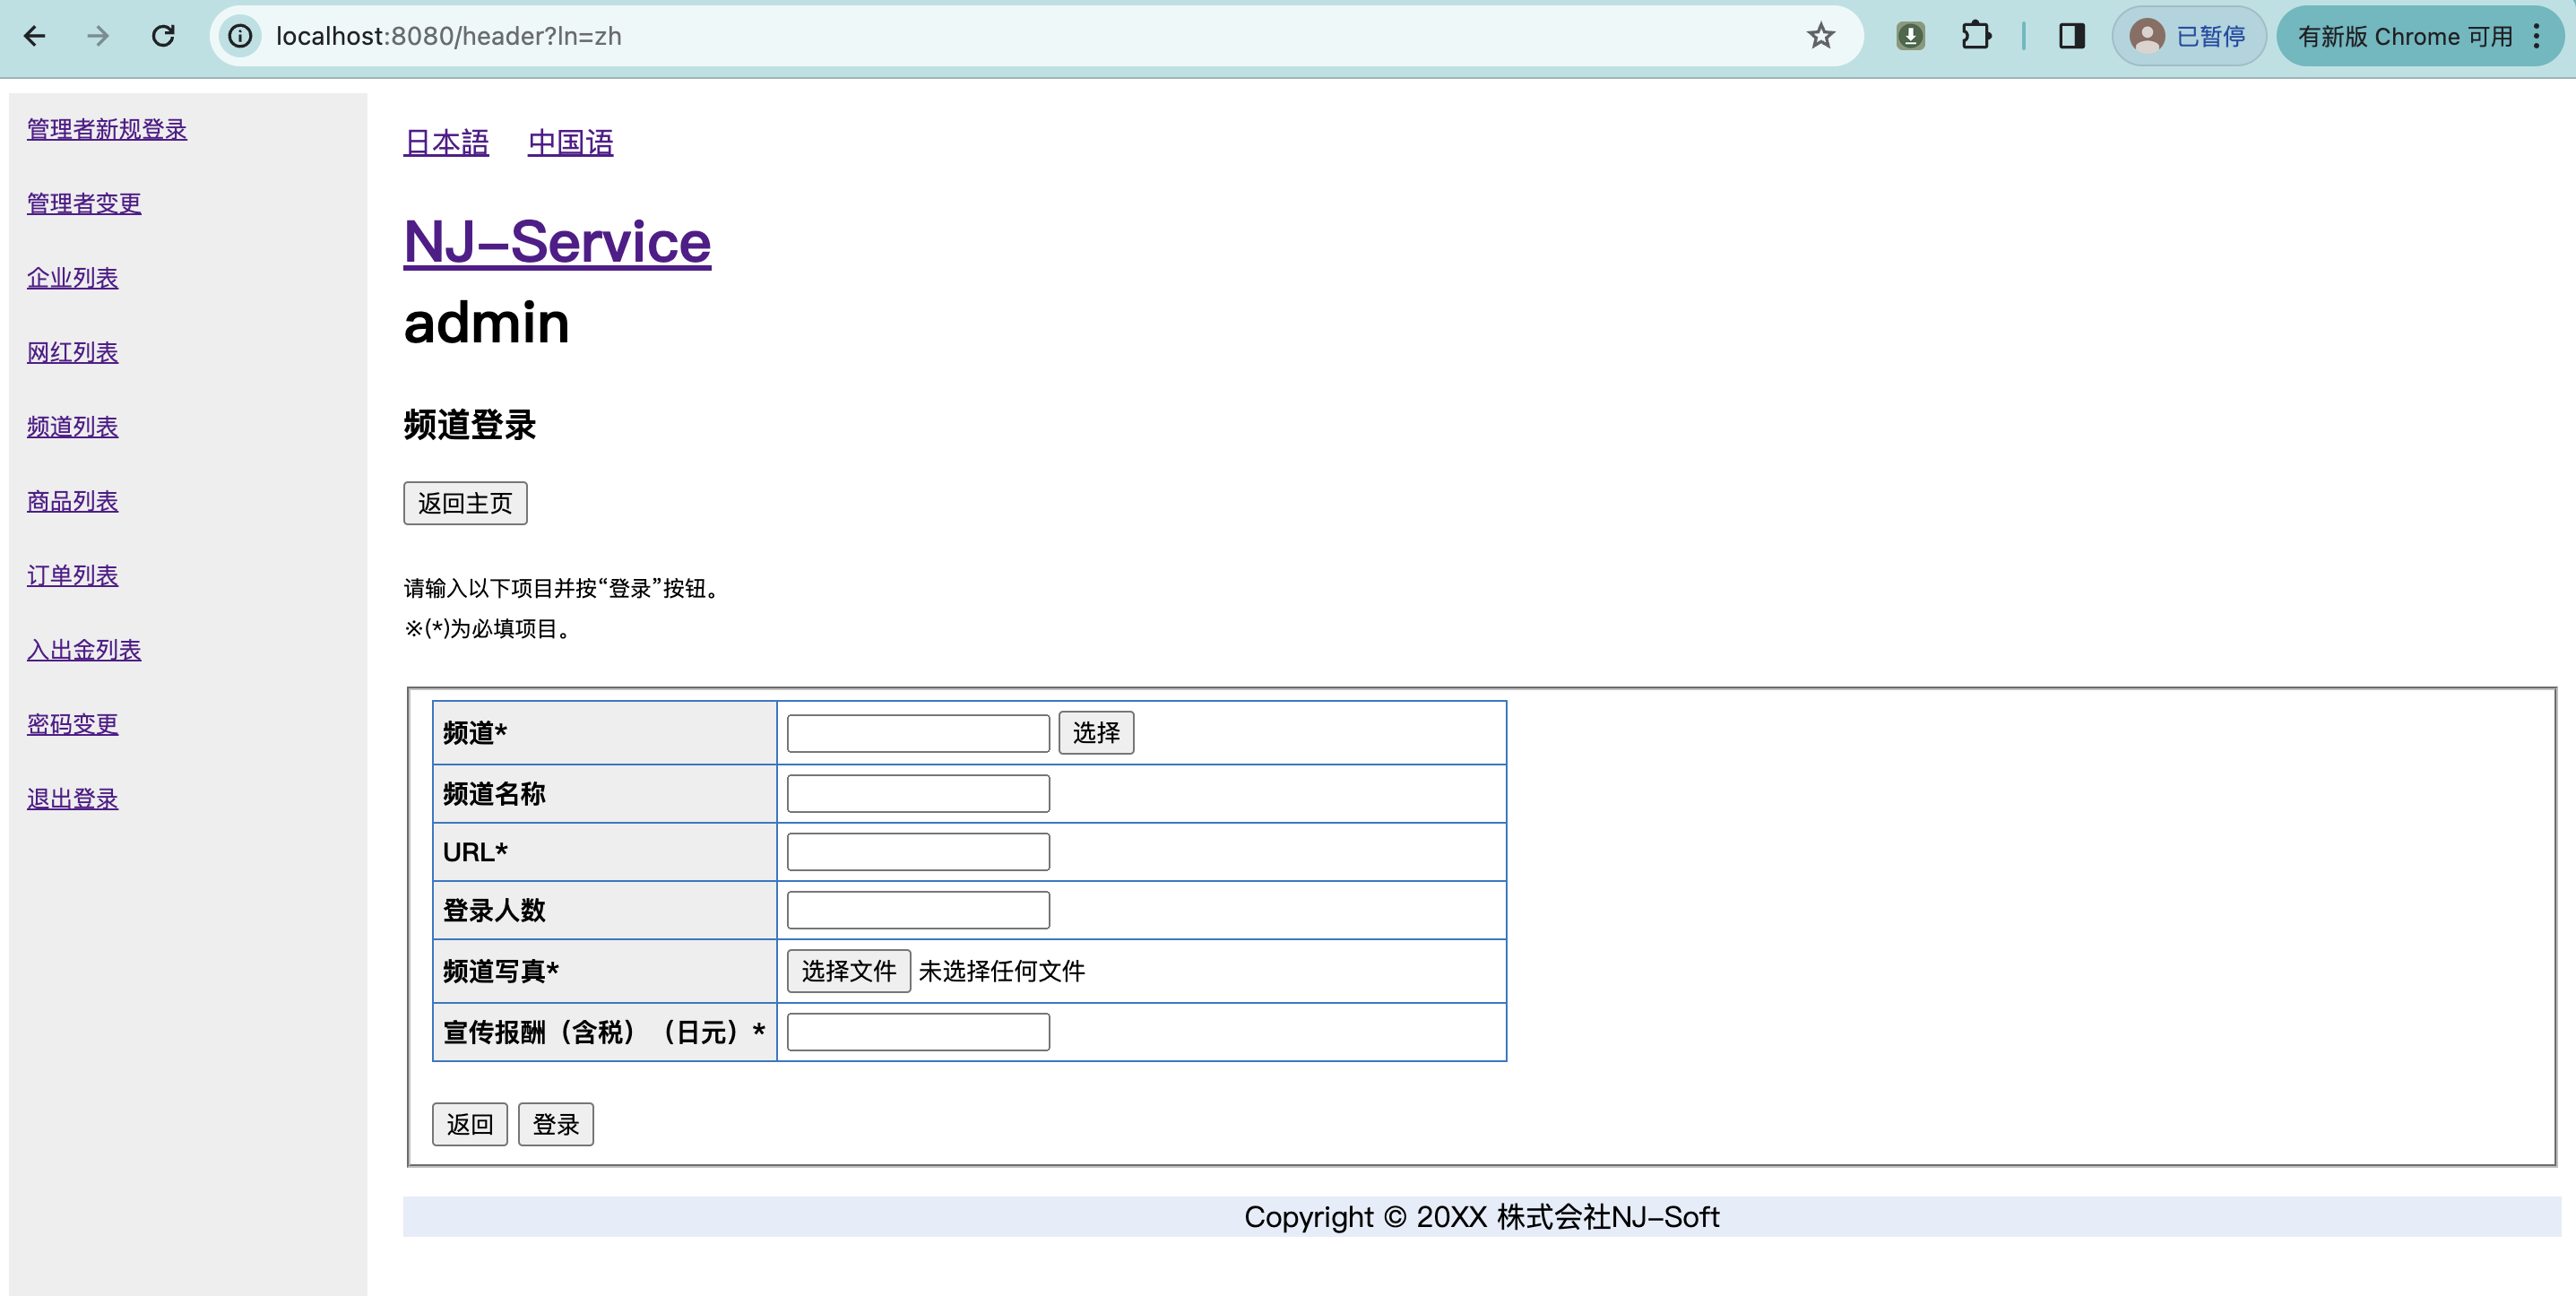 localhost:8080/header?ln=zh
已暂停
有新版 Chrome 可用
管理者新规登录
管理者变更
企业列表
网红列表
频道列表
商品列表
订单列表
入出金列表
密码变更
退出登录
日本語 中国语
NJ-Service
admin
频道登录
返回主页
请输入以下项目并按“登录”按钮。
※(*)为必填项目。
频道* 选择
频道名称
URL*
登录人数
频道写真* 选择文件 未选择任何文件
宣传报酬（含税）（日元）*
返回 登录
Copyright © 20XX 株式会社NJ-Soft